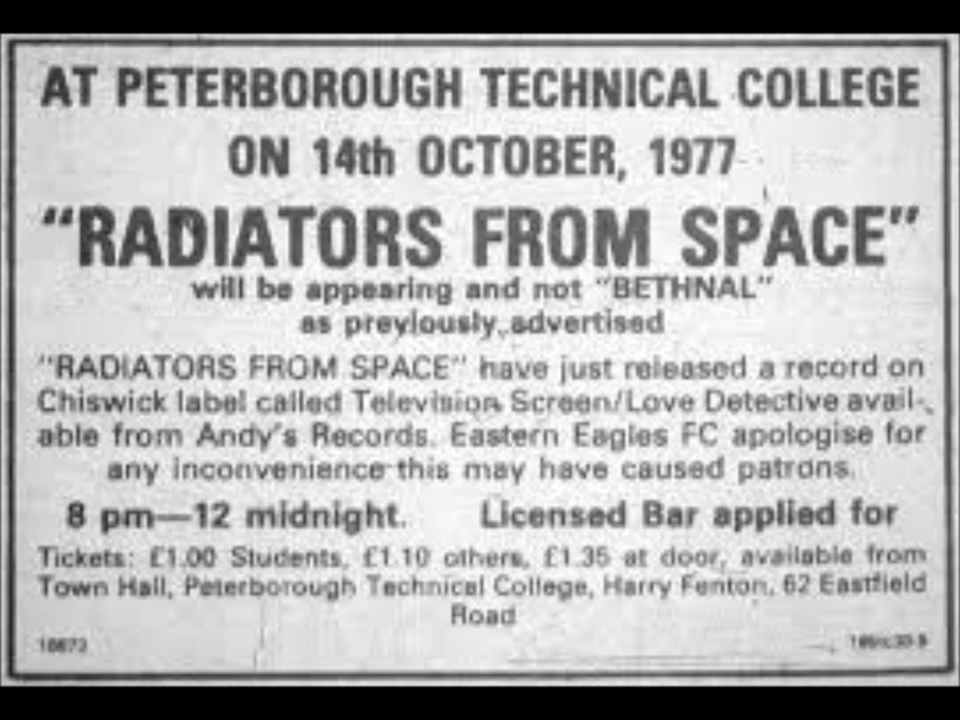 AT PETERBOROUGH TECHNICAL COLLEGE
ON 14th OCTOBER, 1977
"RADIATORS FROM SPACE"
will be appearing and not "BETHNAL"
as previously advertised
"RADIATORS FROM SPACE" have just released a record on
Chiswick label called Television Screen/Love Detective avail-
able from Andy's Records. Eastern Eagles FC apologise for
any inconvenience this may have caused patrons.
8 pm—12 midnight. Licensed Bar applied for
Tickets: £1.00 Students, £1.10 others, £1.35 at door, available from
Town Hall, Peterborough Technical College, Harry Fenton, 62 Eastfield
Road